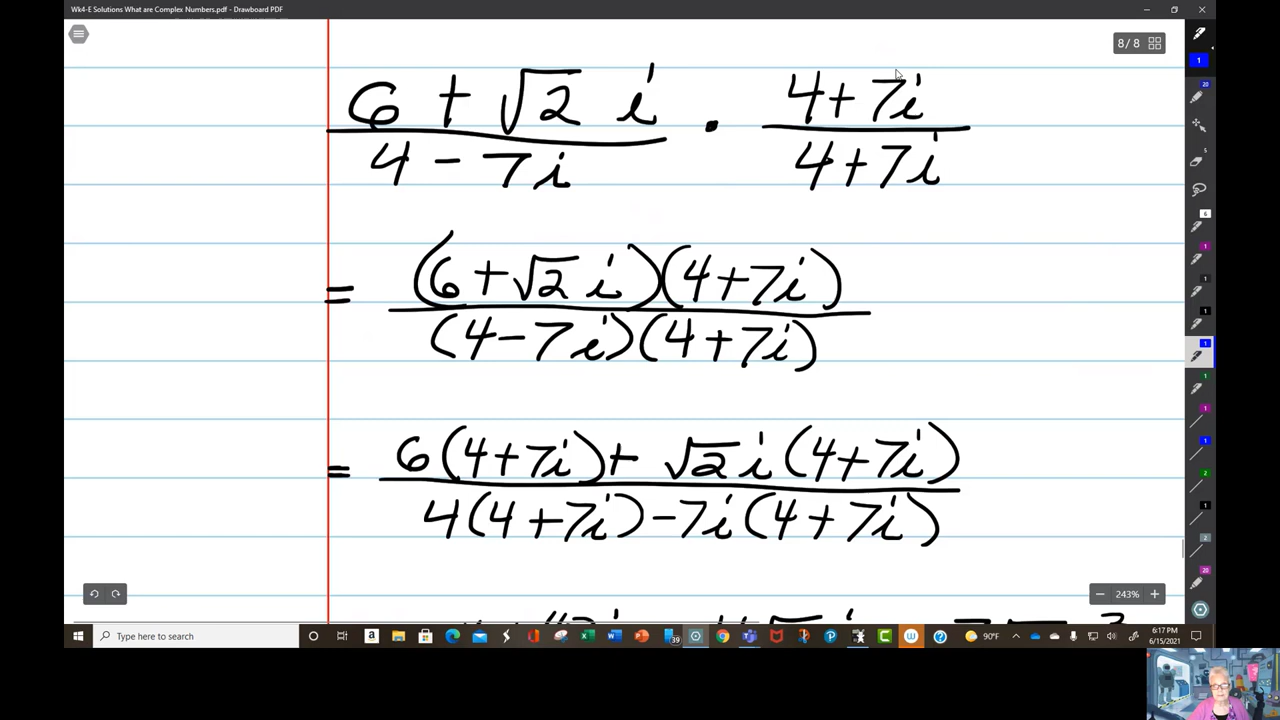 Wk4-E Solutions What are Complex Numbers.pdf - Drawboard PDF
8 / 8
6 + √2 i / 4 - 7i · 4+7i / 4+7i
= (6+√2 i)(4+7i) / (4-7i)(4+7i)
= 6(4+7i)+ √2 i(4+7i) / 4(4+7i)-7i(4+7i)
243%
Type here to search
90°F
6:17 PM
6/15/2021